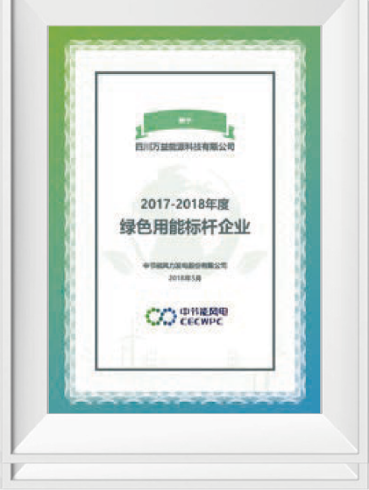 授予
四川万益能源科技有限公司
2017-2018年度
绿色用能标杆企业
中节能风力发电股份有限公司
2018年5月
中节能风电
CECWPC